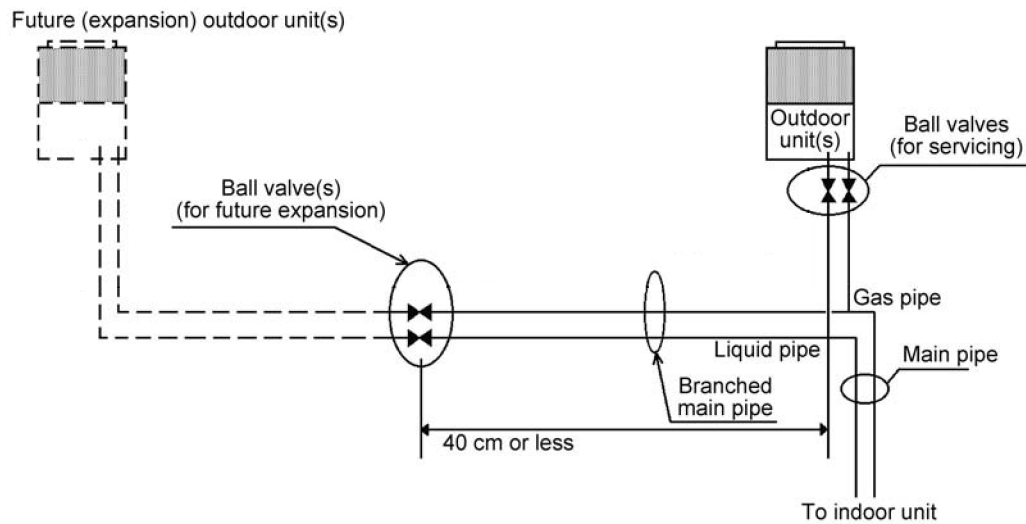 Future (expansion) outdoor unit(s)
Outdoor
unit(s)
Ball valves
(for servicing)
Ball valve(s)
(for future expansion)
Gas pipe
Liquid pipe
Main pipe
Branched
main pipe
40 cm or less
To indoor unit